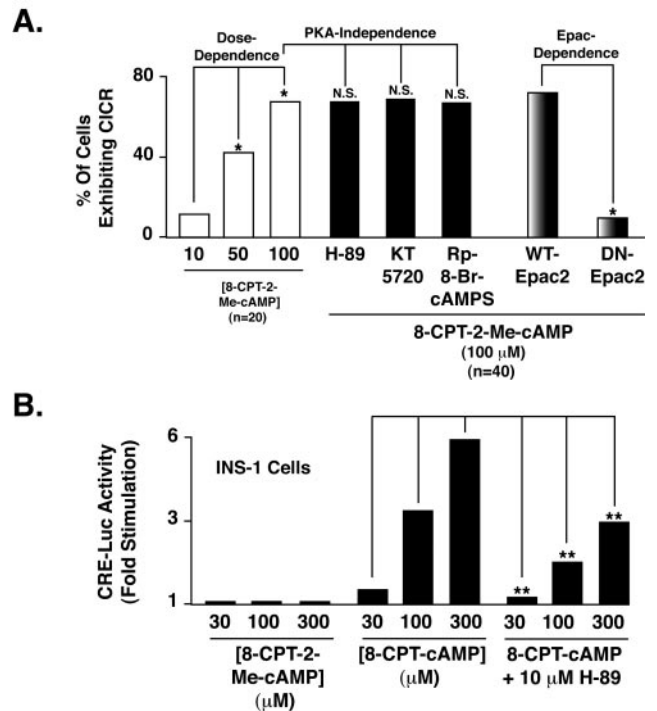 A.
Dose-
Dependence
PKA-Independence
Epac-
Dependence
% Of Cells
Exhibiting CICR
80
40
0
*
*
N.S.
N.S.
N.S.
*
10 50 100
[8-CPT-2-
Me-cAMP]
(n=20)
H-89
KT
5720
Rp-
8-Br-
cAMPS
WT-
Epac2
DN-
Epac2
8-CPT-2-Me-cAMP
(100 μM)
(n=40)
B.
CRE-Luc Activity
(Fold Stimulation)
6
3
1
INS-1 Cells
**
**
**
30 100 300
30 100 300
30 100 300
[8-CPT-2-
Me-cAMP]
(μM)
[8-CPT-cAMP]
(μM)
8-CPT-cAMP
+ 10 μM H-89